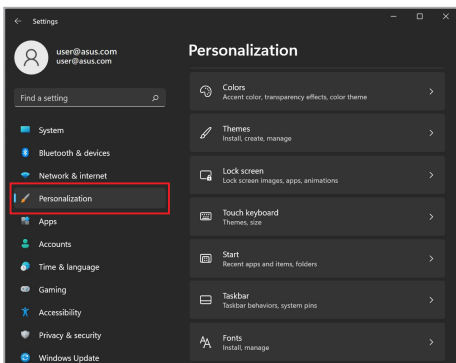 Settings
user@asus.com
user@asus.com
Find a setting
System
Bluetooth & devices
Network & internet
Personalization
Apps
Accounts
Time & language
Gaming
Accessibility
Privacy & security
Windows Update
Personalization
Colors
Accent color, transparency effects, color theme
Themes
Install, create, manage
Lock screen
Lock screen images, apps, animations
Touch keyboard
Themes, size
Start
Recent apps and items, folders
Taskbar
Taskbar behaviors, system pins
Fonts
Install, manage